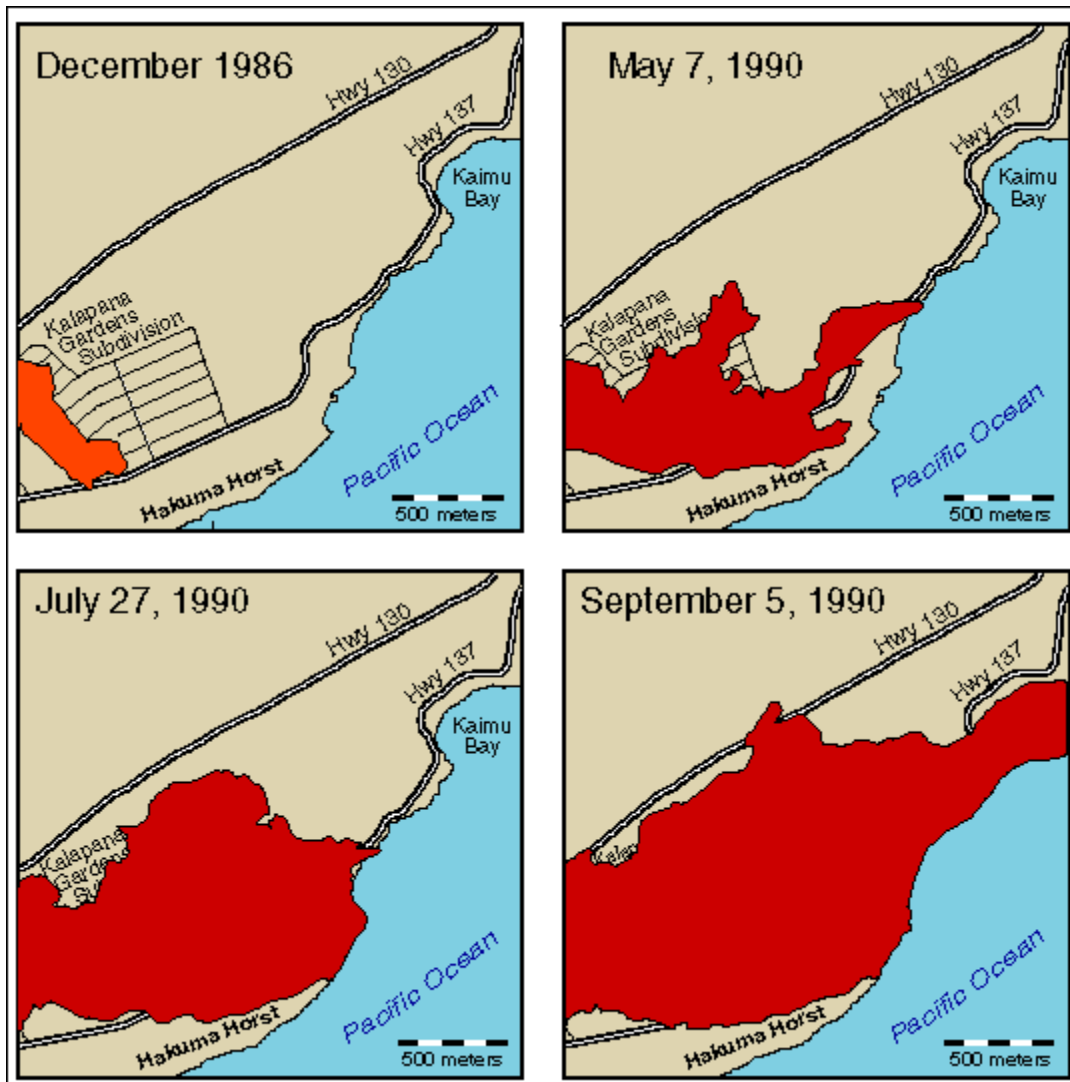 December 1986
Hwy 130
Hwy 137
Kaimu
Bay
Kalapana
Gardens
Subdivision
Pacific Ocean
Hakuma Horst
500 meters
May 7, 1990
Hwy 130
Hwy 137
Kaimu
Bay
Kalapana
Gardens
Subdivision
Pacific Ocean
Hakuma Horst
500 meters
July 27, 1990
Hwy 130
Hwy 137
Kaimu
Bay
Kalapana
Gardens
Su
Pacific Ocean
Hakuma Horst
500 meters
September 5, 1990
Hwy 130
Hwy 137
Pacific Ocean
Hakuma Horst
500 meters